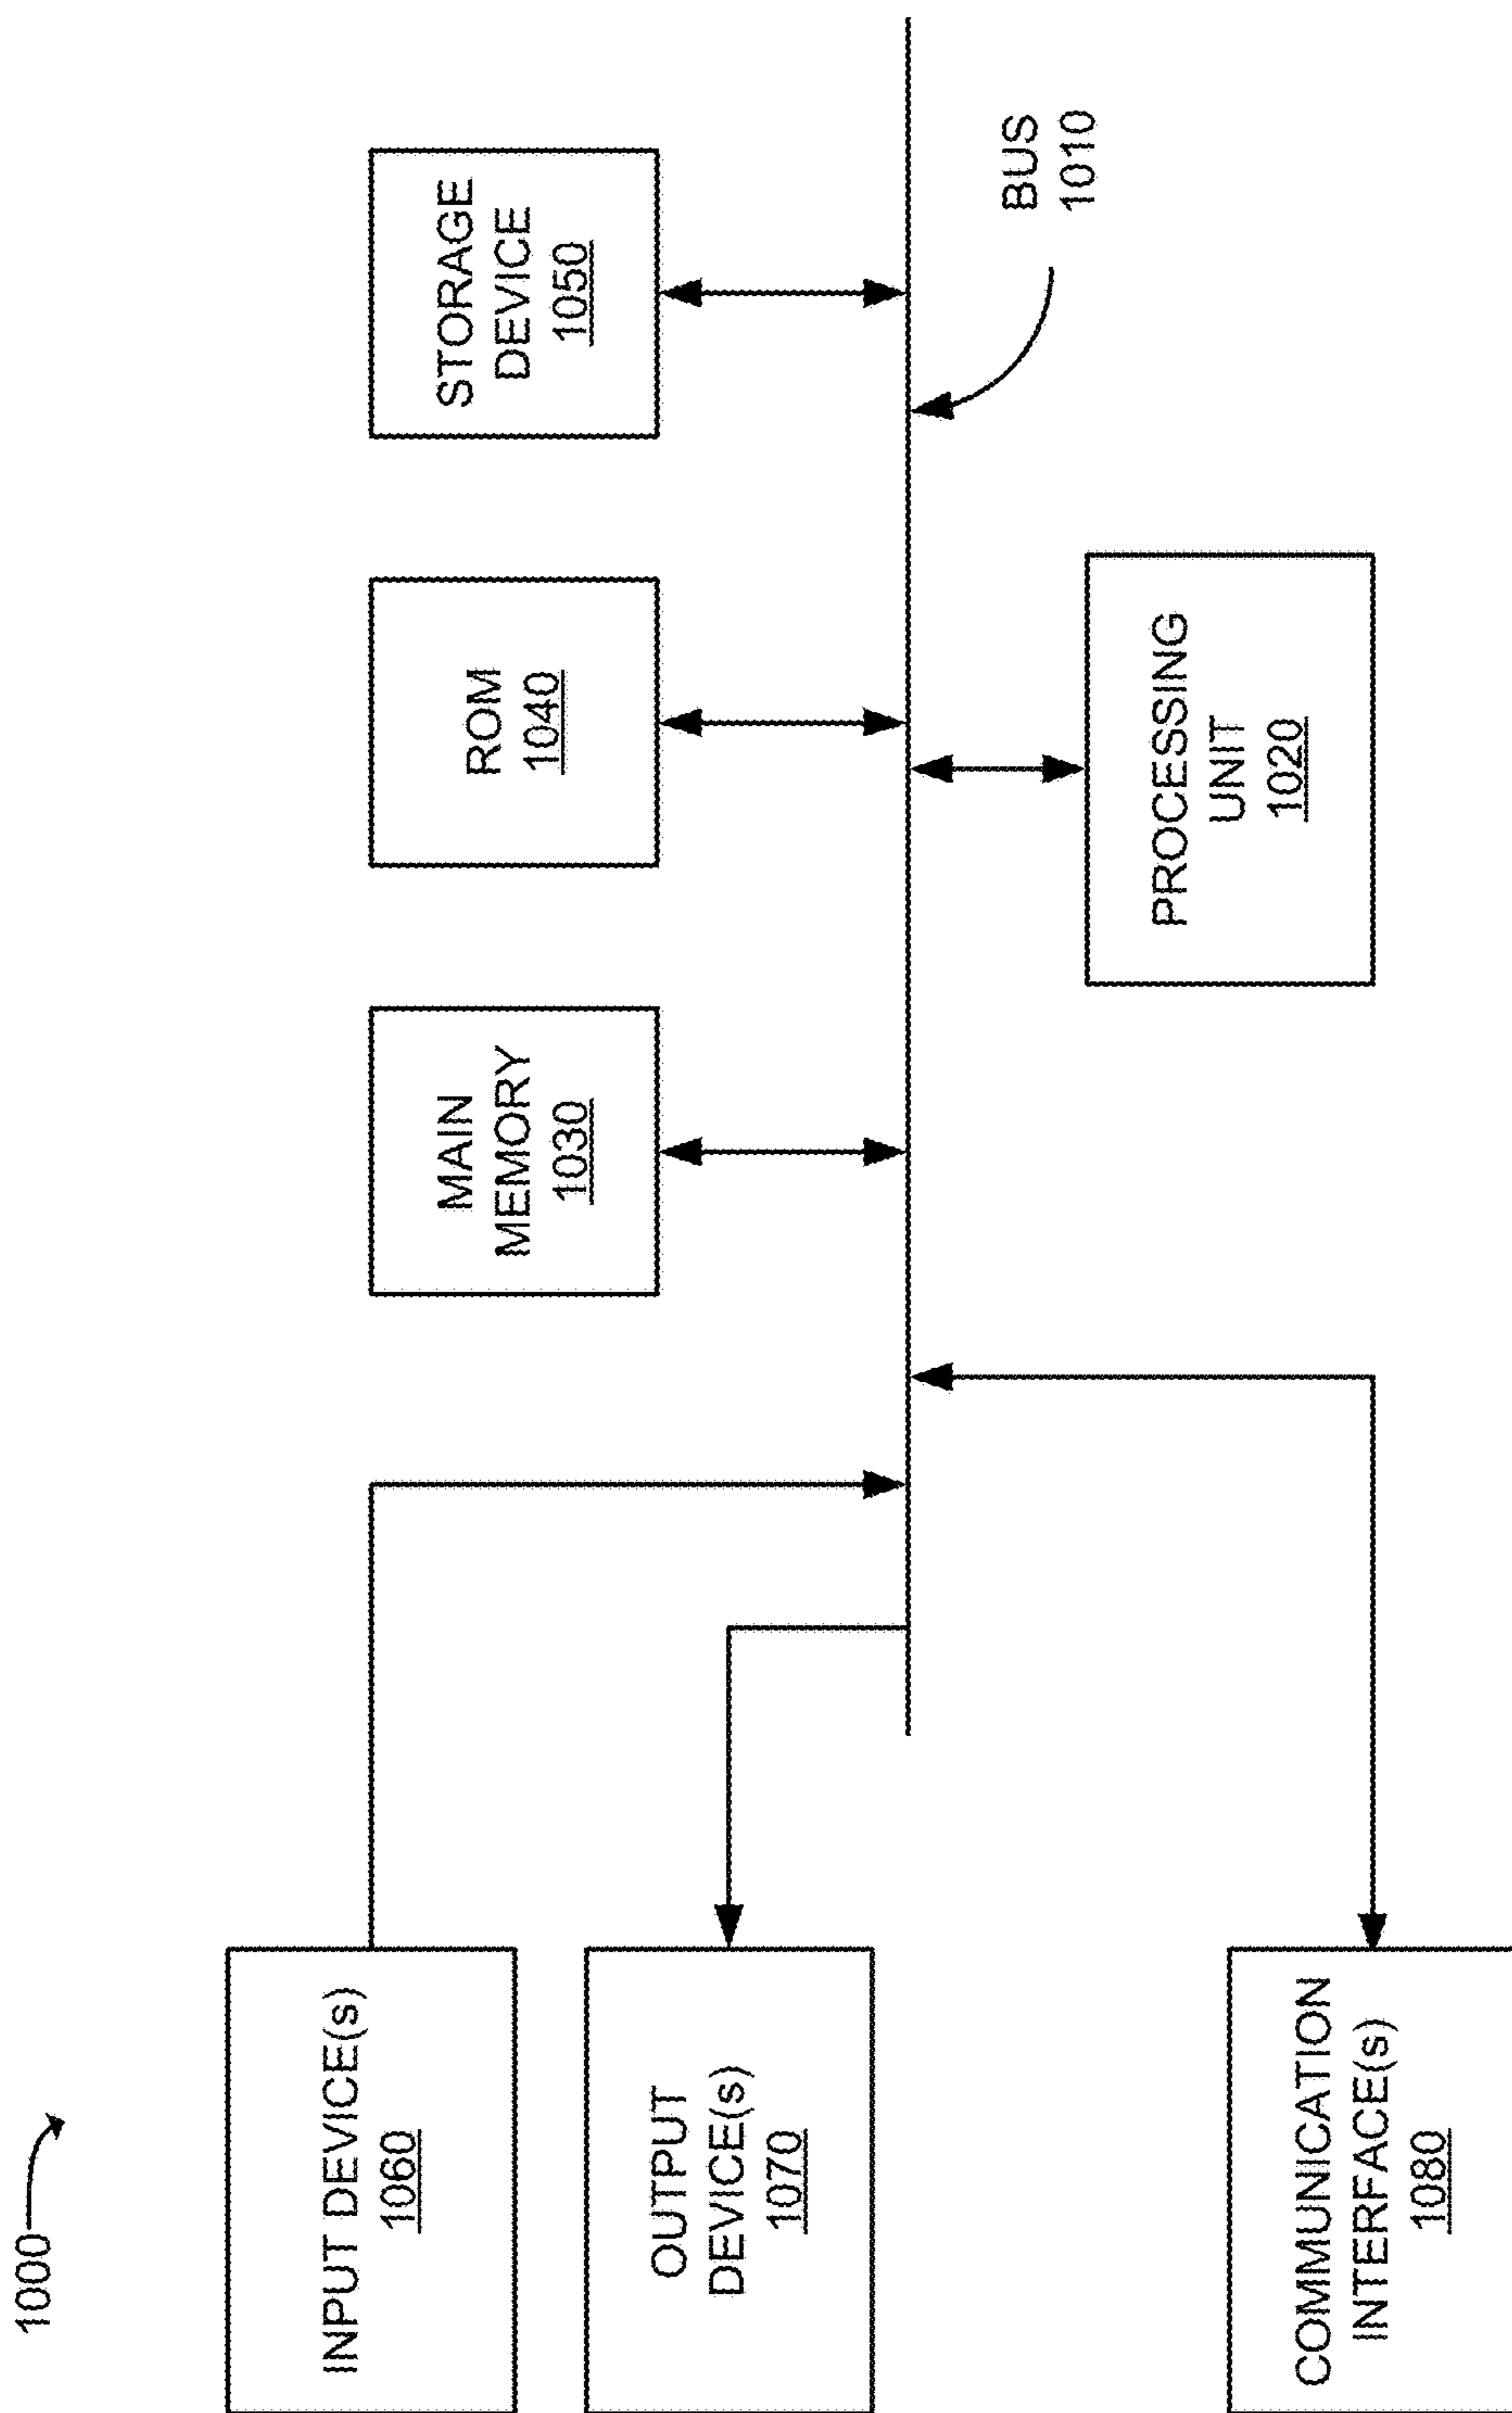 1000
INPUT DEVICE(s)
1060
OUTPUT
DEVICE(s)
1070
COMMUNICATION
INTERFACE(s)
1080
MAIN
MEMORY
1030
ROM
1040
STORAGE
DEVICE
1050
PROCESSING
UNIT
1020
BUS
1010